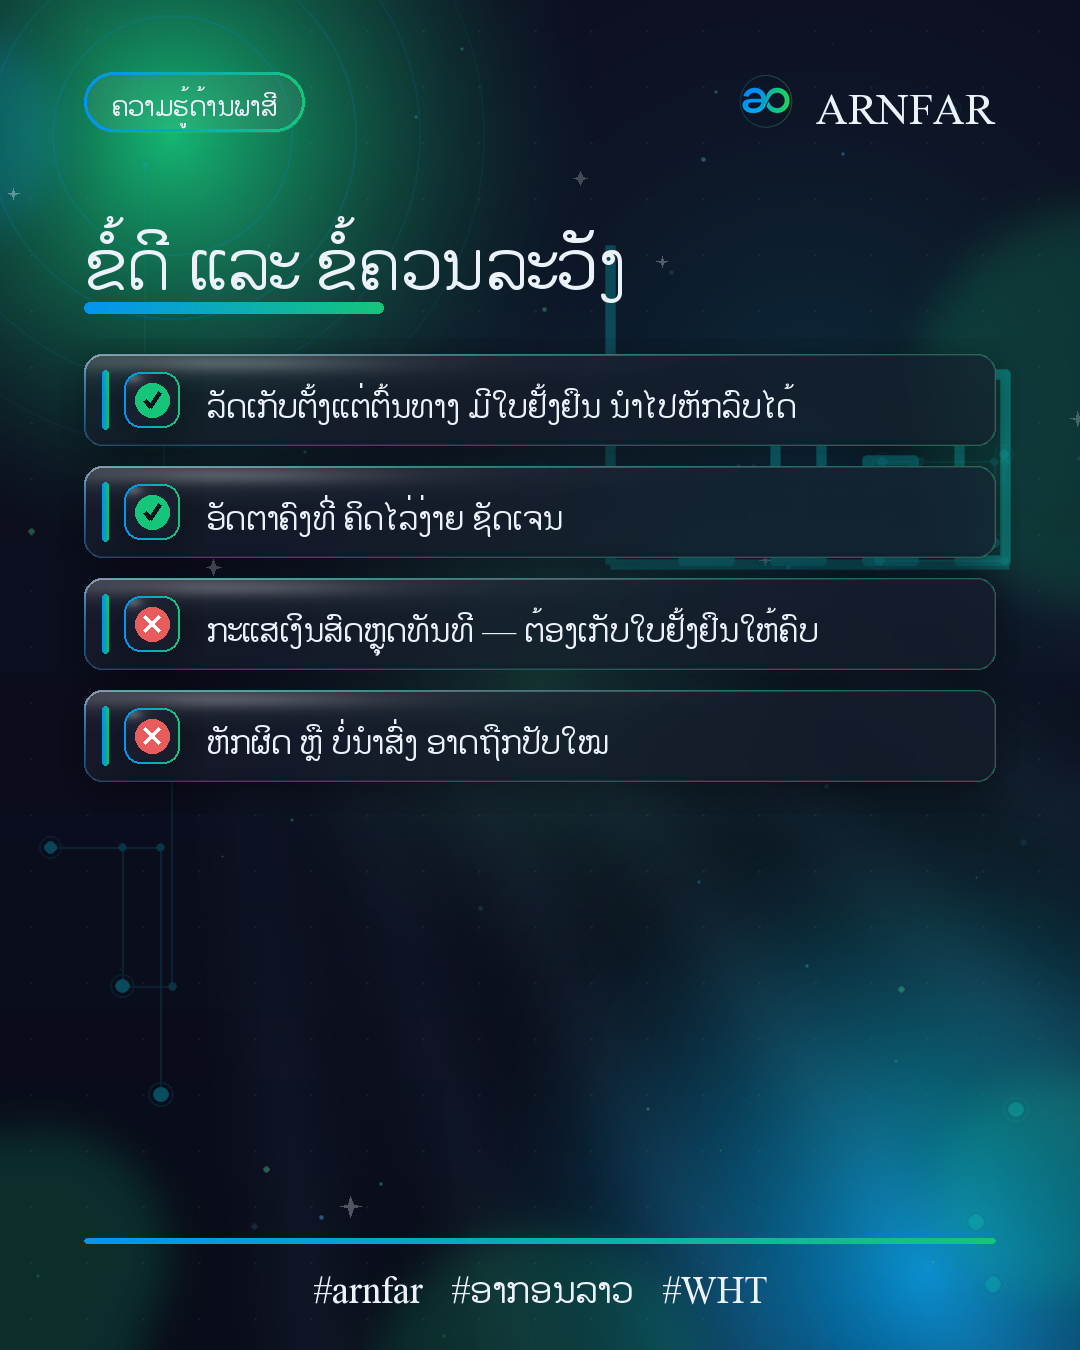 ຄວາມຮູ້ດ້ານພາສີ
ARNFAR
ຂໍ້ດີ ແລະ ຂໍ້ຄວນລະວັງ
ລັດເກັບຕັ້ງແຕ່ຕົ້ນທາງ ມີໃບຢັ້ງຢືນ ນຳໄປຫັກລົບໄດ້
ອັດຕາຄົງທີ່ ຄິດໄລ່ງ່າຍ ຊັດເຈນ
ກະແສເງິນສົດຫຼຸດທັນທີ — ຕ້ອງເກັບໃບຢັ້ງຢືນໃຫ້ຄົບ
ຫັກຜິດ ຫຼື ບໍ່ນຳສົ່ງ ອາດຖືກປັບໃໝ
#arnfar #ອາກອນລາວ #WHT